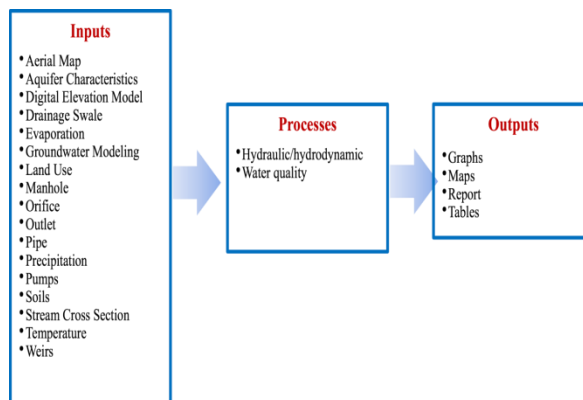 Inputs
• Aerial Map
• Aquifer Characteristics
• Digital Elevation Model
• Drainage Swale
• Evaporation
• Groundwater Modeling
• Land Use
• Manhole
• Orifice
• Outlet
• Pipe
• Precipitation
• Pumps
• Soils
• Stream Cross Section
• Temperature
• Weirs
Processes
• Hydraulic/hydrodynamic
• Water quality
Outputs
• Graphs
• Maps
• Report
• Tables